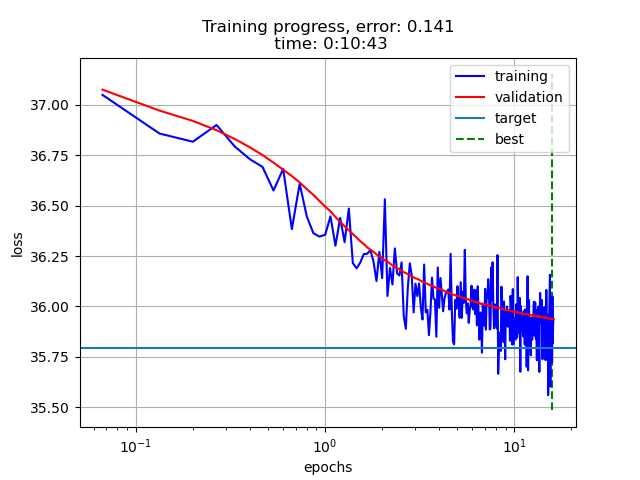 Training progress, error: 0.141
time: 0:10:43
training
validation
target
best
loss
37.00
36.75
36.50
36.25
36.00
35.75
35.50
10⁻¹ 10⁰ 10¹
epochs